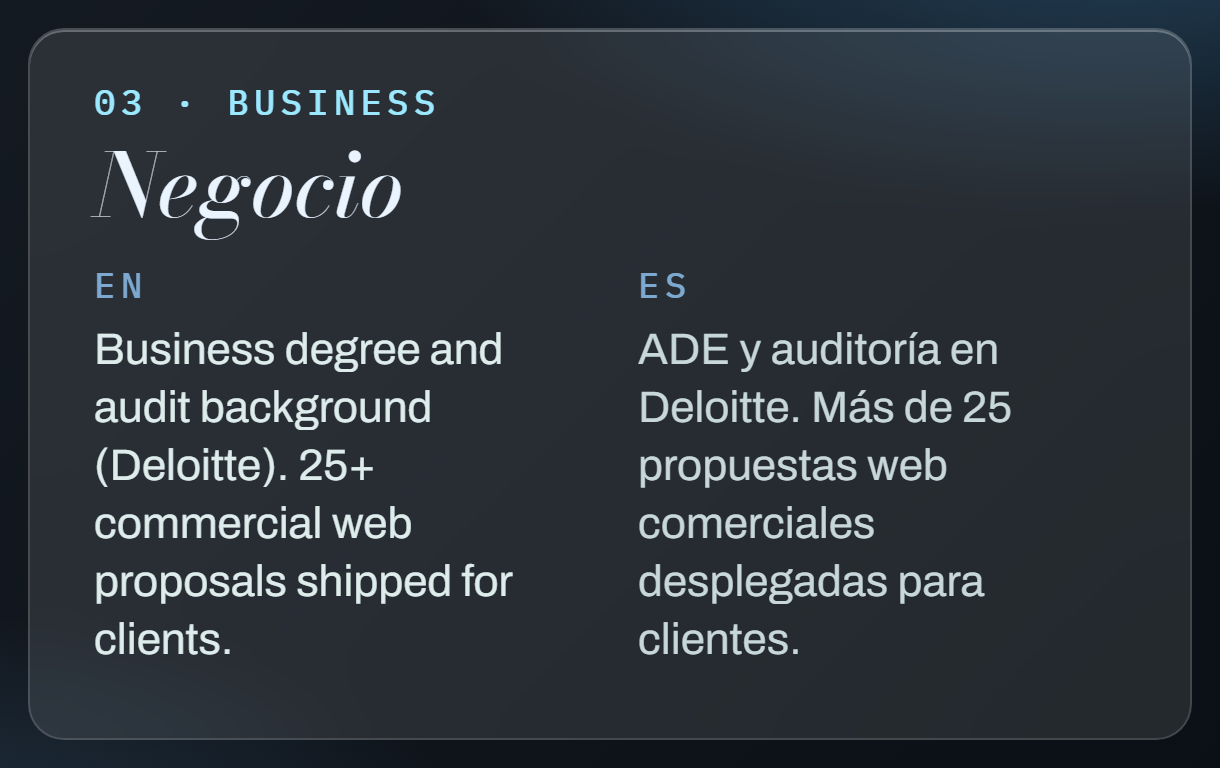 03 · BUSINESS
Negocio
EN
Business degree and
audit background
(Deloitte). 25+
commercial web
proposals shipped for
clients.
ES
ADE y auditoría en
Deloitte. Más de 25
propuestas web
comerciales
desplegadas para
clientes.